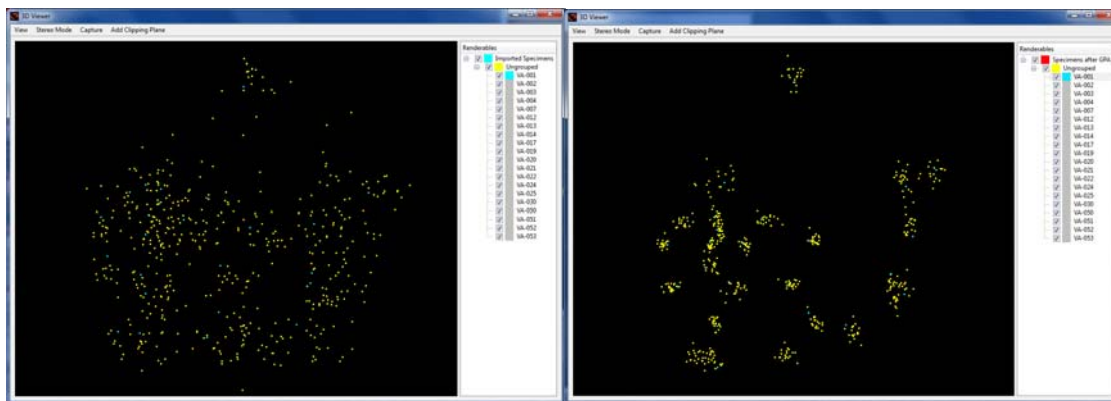 3D Viewer
View Stereo Mode Capture Add Clipping Plane
Renderables
Imported Specimens
Ungrouped
VA-001
VA-002
VA-003
VA-004
VA-007
VA-012
VA-013
VA-014
VA-017
VA-019
VA-020
VA-021
VA-022
VA-024
VA-025
VA-030
VA-050
VA-051
VA-052
VA-053
3D Viewer
View Stereo Mode Capture Add Clipping Plane
Renderables
Specimens after GPA
Ungrouped
VA-001
VA-002
VA-003
VA-004
VA-007
VA-012
VA-013
VA-014
VA-017
VA-019
VA-020
VA-021
VA-022
VA-024
VA-025
VA-030
VA-050
VA-051
VA-052
VA-053